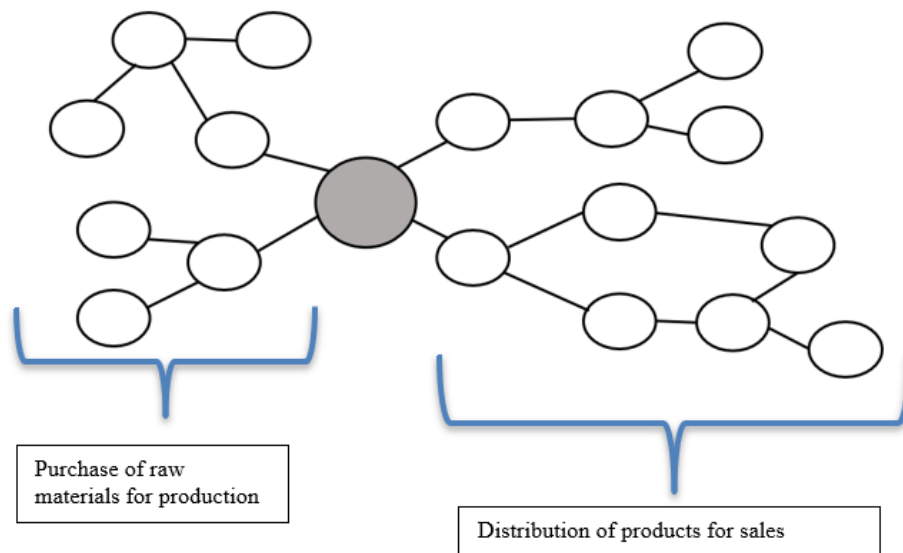 Purchase of raw
materials for production
Distribution of products for sales